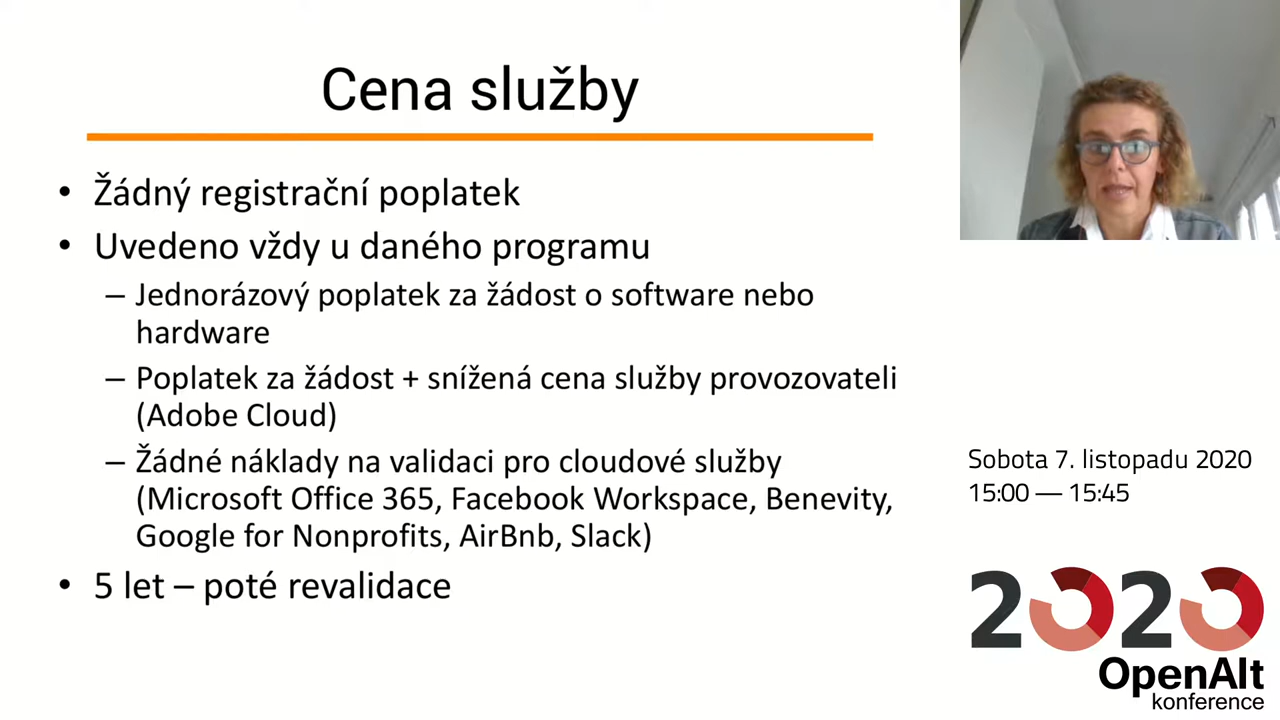 Cena služby
• Žádný registrační poplatek
• Uvedeno vždy u daného programu
– Jednorázový poplatek za žádost o software nebo
hardware
– Poplatek za žádost + snížená cena služby provozovateli
(Adobe Cloud)
– Žádné náklady na validaci pro cloudové služby
(Microsoft Office 365, Facebook Workspace, Benevity,
Google for Nonprofits, AirBnb, Slack)
• 5 let – poté revalidace
Sobota 7. listopadu 2020
15:00 — 15:45
2020
OpenAlt
konference